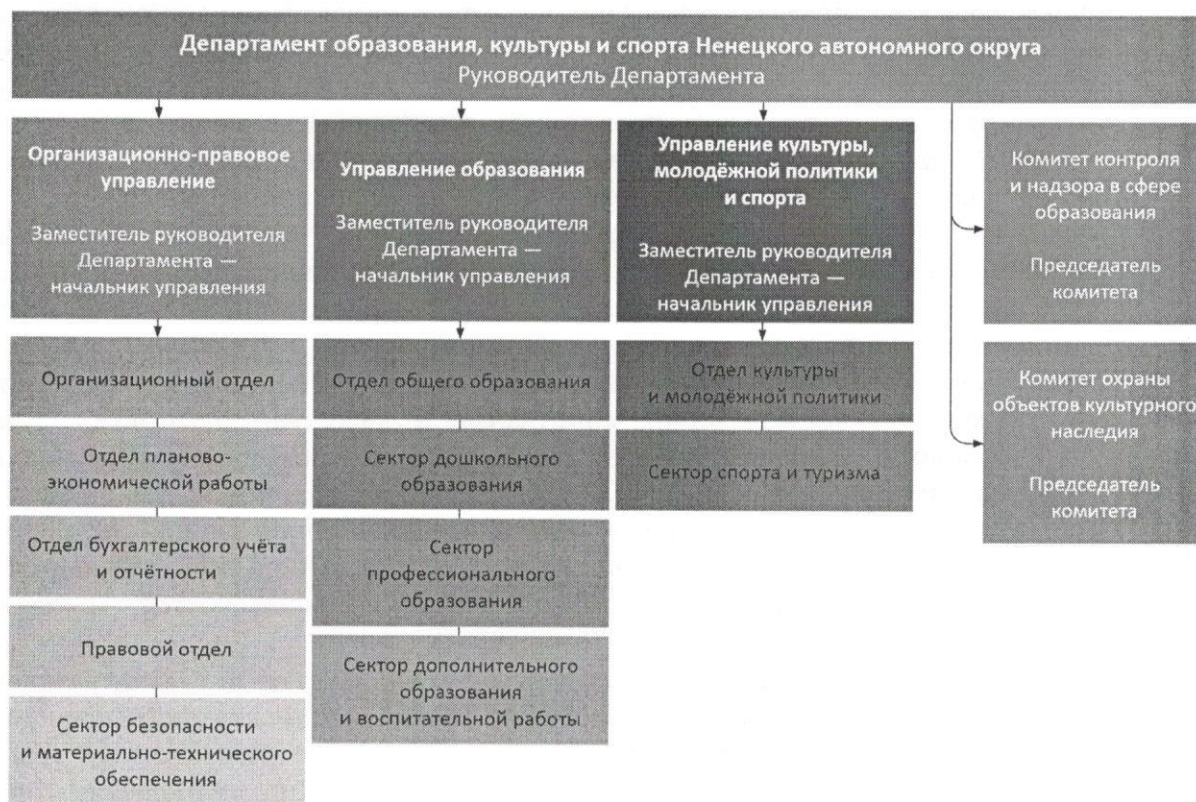 Департамент образования, культуры и спорта Ненецкого автономного округа
Руководитель Департамента
Организационно-правовое
управление
Заместитель руководителя
Департамента —
начальник управления
Организационный отдел
Отдел планово-
экономической работы
Отдел бухгалтерского учёта
и отчётности
Правовой отдел
Сектор безопасности
и материально-технического
обеспечения
Управление образования
Заместитель руководителя
Департамента —
начальник управления
Отдел общего образования
Сектор дошкольного
образования
Сектор
профессионального
образования
Сектор дополнительного
образования
и воспитательной работы
Управление культуры,
молодёжной политики
и спорта
Заместитель руководителя
Департамента —
начальник управления
Отдел культуры
и молодёжной политики
Сектор спорта и туризма
Комитет контроля
и надзора в сфере
образования
Председатель
комитета
Комитет охраны
объектов культурного
наследия
Председатель
комитета